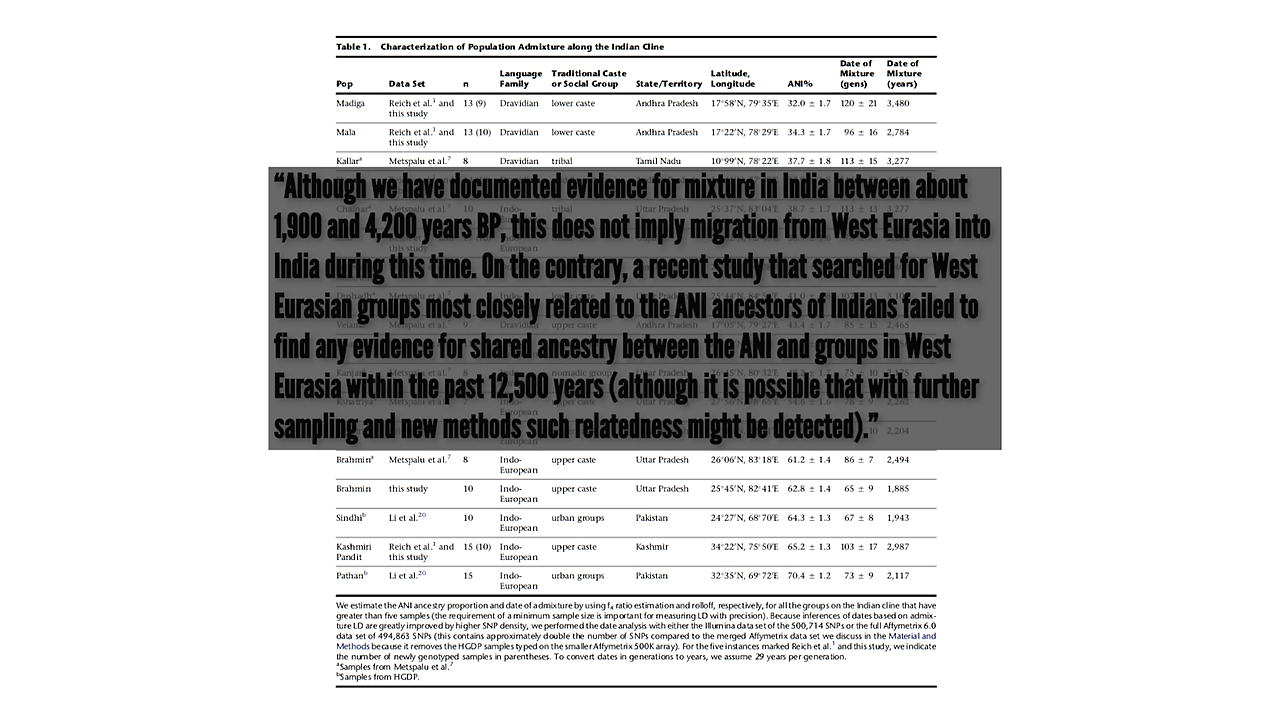 Table 1. Characterization of Population Admixture along the Indian Cline
Pop Data Set n Language Family Traditional Caste or Social Group State/Territory Latitude, Longitude ANI% Date of Mixture (gens) Date of Mixture (years)
Madiga Reich et al.1 and this study 13 (9) Dravidian lower caste Andhra Pradesh 17°58′N, 79°35′E 32.0 ± 1.7 120 ± 21 3,480
Mala Reich et al.1 and this study 13 (10) Dravidian lower caste Andhra Pradesh 17°22′N, 78°29′E 34.3 ± 1.7 96 ± 16 2,784
Kallara Metspalu et al.7 8 Dravidian tribal Tamil Nadu 10°99′N, 78°22′E 37.7 ± 1.8 113 ± 15 3,277
“Although we have documented evidence for mixture in India between about
1,900 and 4,200 years BP, this does not imply migration from West Eurasia into
India during this time. On the contrary, a recent study that searched for West
Eurasian groups most closely related to the ANI ancestors of Indians failed to
find any evidence for shared ancestry between the ANI and groups in West
Eurasia within the past 12,500 years (although it is possible that with further
sampling and new methods such relatedness might be detected).”
Brahmina Metspalu et al.7 8 Indo-European upper caste Uttar Pradesh 26°06′N, 83°18′E 61.2 ± 1.4 86 ± 7 2,494
Brahmin this study 10 Indo-European upper caste Uttar Pradesh 25°45′N, 82°41′E 62.8 ± 1.4 65 ± 9 1,885
Sindhib Li et al.20 10 Indo-European urban groups Pakistan 24°27′N, 68°70′E 64.3 ± 1.3 67 ± 8 1,943
Kashmiri Pandit Reich et al.1 and this study 15 (10) Indo-European upper caste Kashmir 34°22′N, 75°50′E 65.2 ± 1.3 103 ± 17 2,987
Pathanb Li et al.20 15 Indo-European urban groups Pakistan 32°35′N, 69°72′E 70.4 ± 1.2 73 ± 9 2,117
We estimate the ANI ancestry proportion and date of admixture by using f4 ratio estimation and rolloff, respectively, for all the groups on the Indian cline that have
greater than five samples (the requirement of a minimum sample size is important for measuring LD with precision). Because inferences of dates based on admix-
ture LD are greatly improved by higher SNP density, we performed the date analysis with either the Illumina data set of the 500,714 SNPs or the full Affymetrix 6.0
data set of 494,863 SNPs (this contains approximately double the number of SNPs compared to the merged Affymetrix data set we discuss in the Material and
Methods because it removes the HGDP samples typed on the smaller Affymetrix 500K array). For the five instances marked Reich et al.1 and this study, we indicate
the number of newly genotyped samples in parentheses. To convert dates in generations to years, we assume 29 years per generation.
aSamples from Metspalu et al.7
bSamples from HGDP.